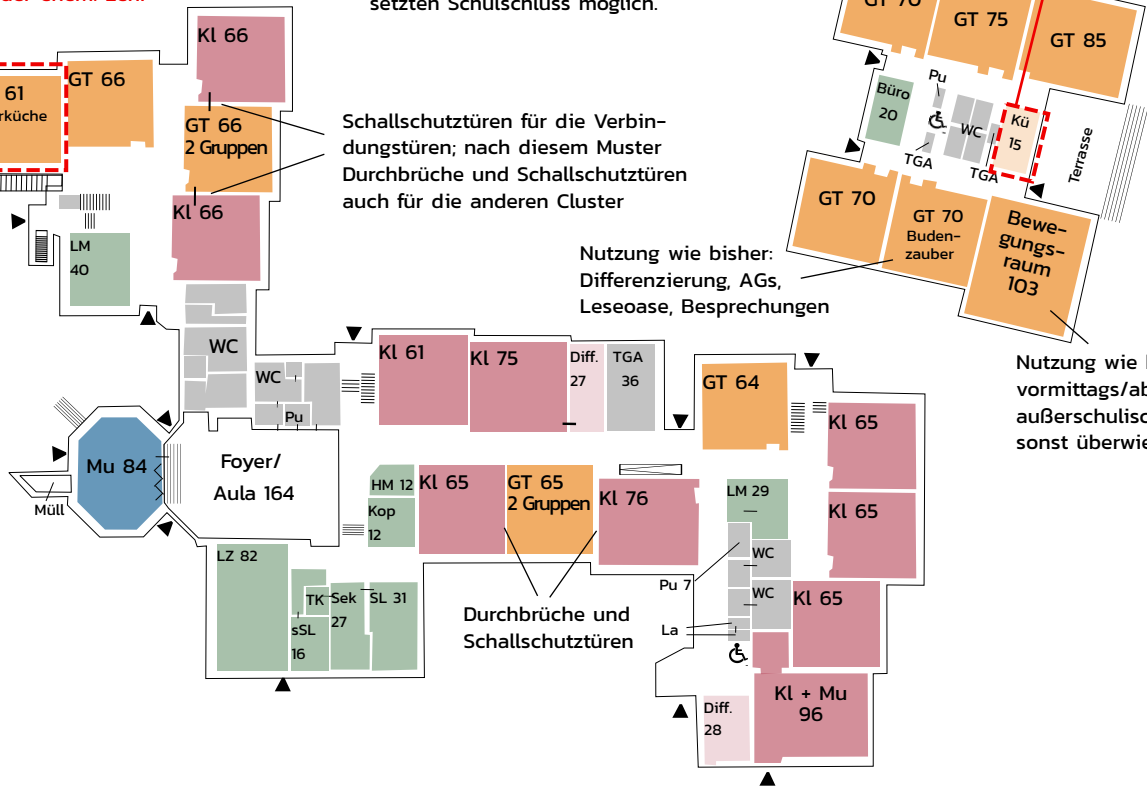 setzten Schulschluss möglich.
Kl 66
GT 66
61
GT 66
2 Gruppen
Kl 66
LM
40
Schallschutztüren für die Verbin-
dungstüren; nach diesem Muster
Durchbrüche und Schallschutztüren
auch für die anderen Cluster
GT 75
GT 85
Büro
20
Pu
WC
Kü
15
TGA
TGA
Terrasse
GT 70
GT 70
Buden-
zauber
Bewe-
gungs-
raum
103
Nutzung wie bisher:
Differenzierung, AGs,
Leseoase, Besprechungen
Nutzung wie
vormittags/ab
außerschulisc
sonst überwie
WC
WC
Pu
Kl 61
Kl 75
Diff.
27
TGA
36
GT 64
Kl 65
Mu 84
Müll
Foyer/
Aula 164
HM 12
Kop
12
Kl 65
GT 65
2 Gruppen
Kl 76
LM 29
Kl 65
WC
WC
Pu 7
La
Kl 65
LZ 82
TK
Sek
27
SL 31
sSL
16
Durchbrüche und
Schallschutztüren
Diff.
28
Kl + Mu
96